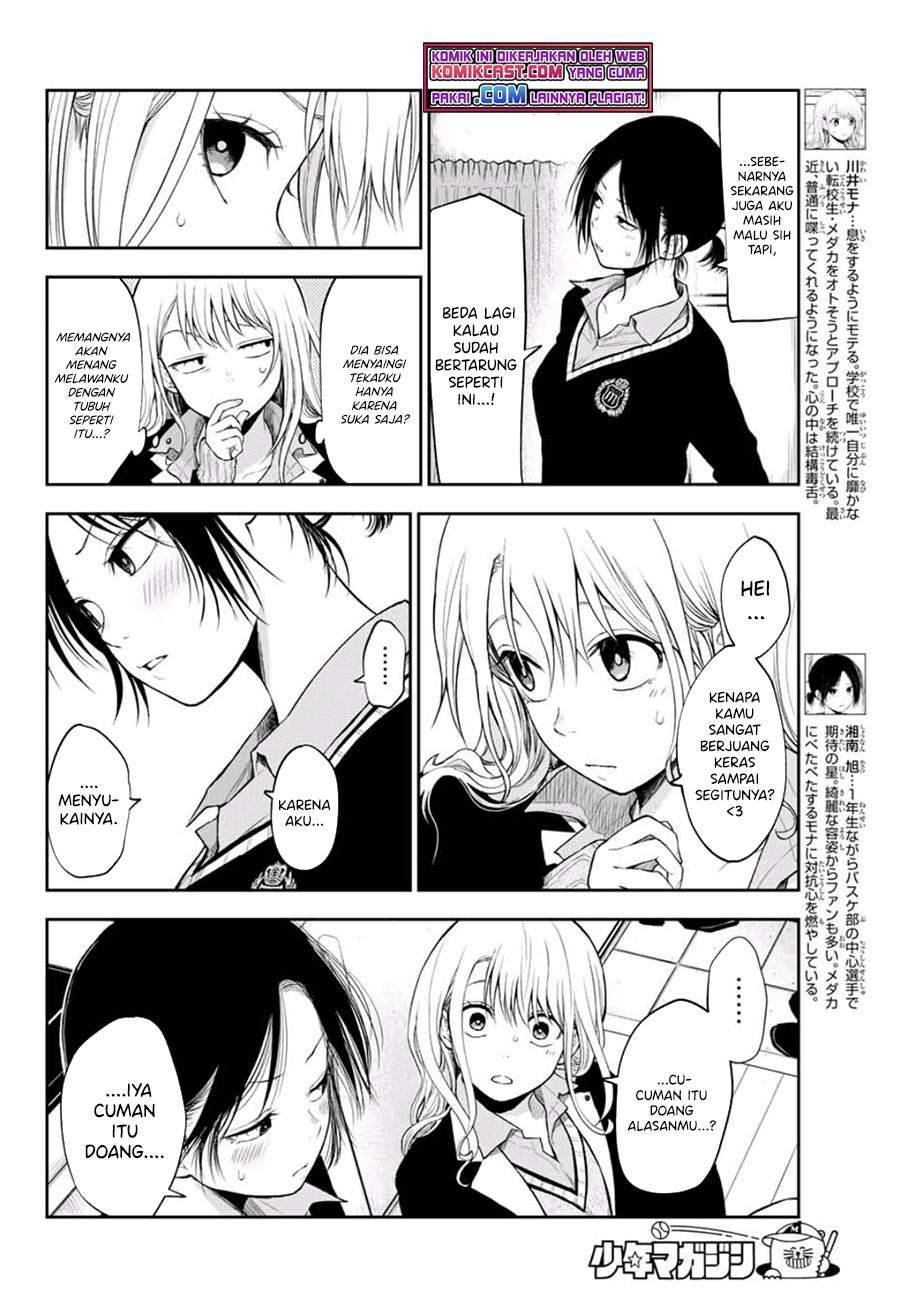 KOMIK INI DIKERJAKAN OLEH WEB
KOMIKCAST.COM YANG CUMA
PAKAI .COM LAINNYA PLAGIAT!
...SEBE-
NARNYA
SEKARANG
JUGA AKU
MASIH
MALU SIH
TAPI,
BEDA LAGI
KALAU
SUDAH
BERTARUNG
SEPERTI
INI...!
DIA BISA
MENYAINGI
TEKADKU
HANYA
KARENA
SUKA SAJA?
MEMANGNYA
AKAN
MENANG
MELAWANKU
DENGAN
TUBUH
SEPERTI
ITU...?
HEI
...
KENAPA
KAMU
SANGAT
BERJUANG
KERAS
SAMPAI
SEGITUNYA?
<3
......
KARENA
AKU...
....
MENYU-
KAINYA.
...CU-
CUMAN ITU
DOANG
ALASANMU...?
....IYA
CUMAN
ITU
DOANG....
川井モナ…息をするようにモテる。学校で唯一自分に靡かな
い転校生・メダカをオトそうとアプローチを続けている。最
近、普通に喋ってくれるようになった。心の中は結構毒舌。
湘南 旭…1年生ながらバスケ部の中心選手で
期待の星。綺麗な容姿からファンも多い。メダカ
にべたべたするモナに対抗心を燃やしている。
少年マガジン
M